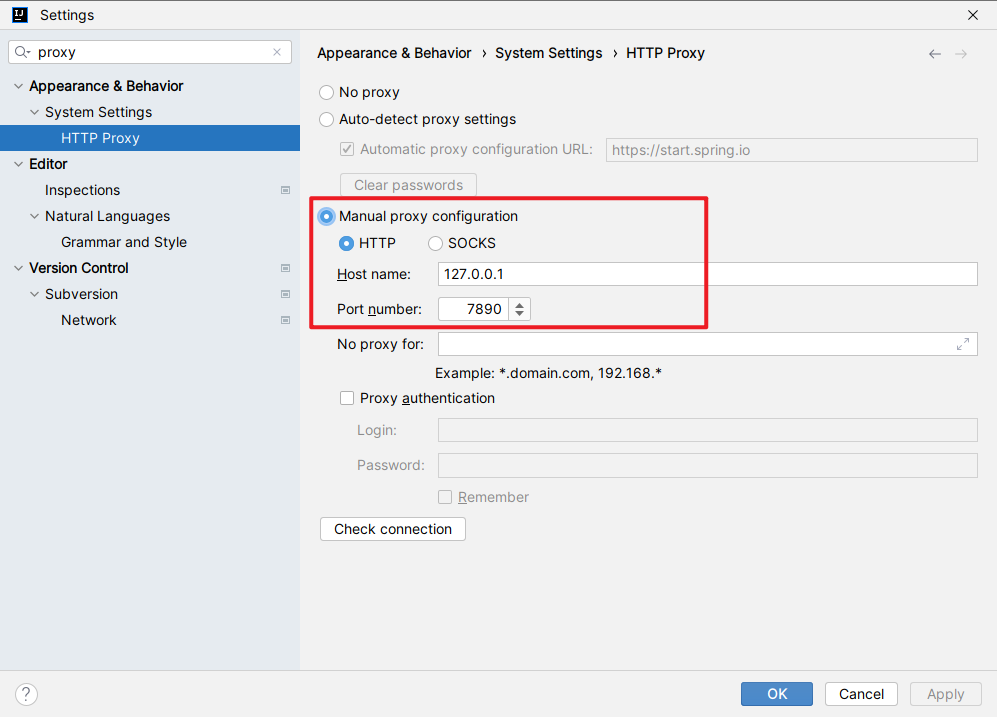 IJ Settings
proxy
Appearance & Behavior
System Settings
HTTP Proxy
Editor
Inspections
Natural Languages
Grammar and Style
Version Control
Subversion
Network
Appearance & Behavior › System Settings › HTTP Proxy
No proxy
Auto-detect proxy settings
Automatic proxy configuration URL: https://start.spring.io
Clear passwords
Manual proxy configuration
HTTP SOCKS
Host name: 127.0.0.1
Port number: 7890
No proxy for:
Example: *.domain.com, 192.168.*
Proxy authentication
Login:
Password:
Remember
Check connection
? OK Cancel Apply